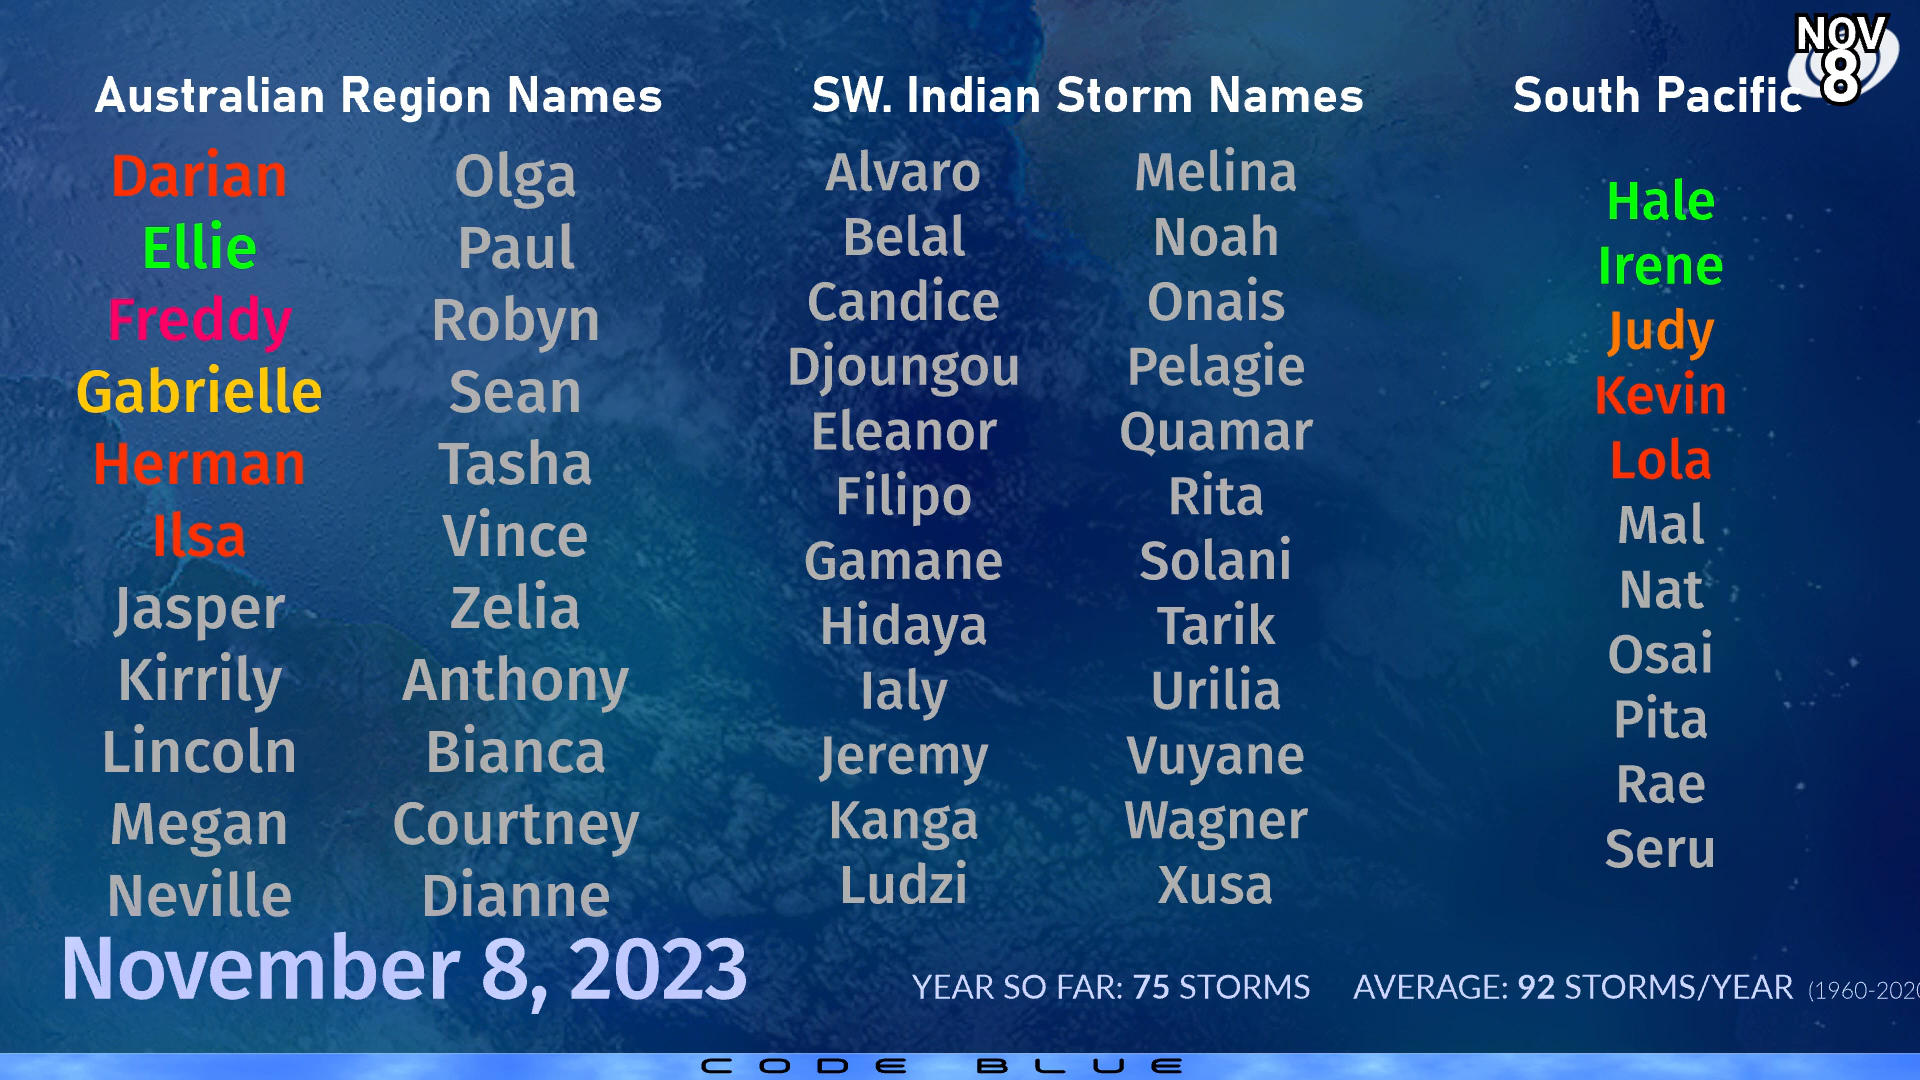 NOV
8
Australian Region Names
Darian
Ellie
Freddy
Gabrielle
Herman
Ilsa
Jasper
Kirrily
Lincoln
Megan
Neville
Olga
Paul
Robyn
Sean
Tasha
Vince
Zelia
Anthony
Bianca
Courtney
Dianne
SW. Indian Storm Names
Alvaro
Belal
Candice
Djoungou
Eleanor
Filipo
Gamane
Hidaya
Ialy
Jeremy
Kanga
Ludzi
Melina
Noah
Onais
Pelagie
Quamar
Rita
Solani
Tarik
Urilia
Vuyane
Wagner
Xusa
South Pacific
Hale
Irene
Judy
Kevin
Lola
Mal
Nat
Osai
Pita
Rae
Seru
November 8, 2023
YEAR SO FAR: 75 STORMS AVERAGE: 92 STORMS/YEAR (1960-2020
CODE BLUE